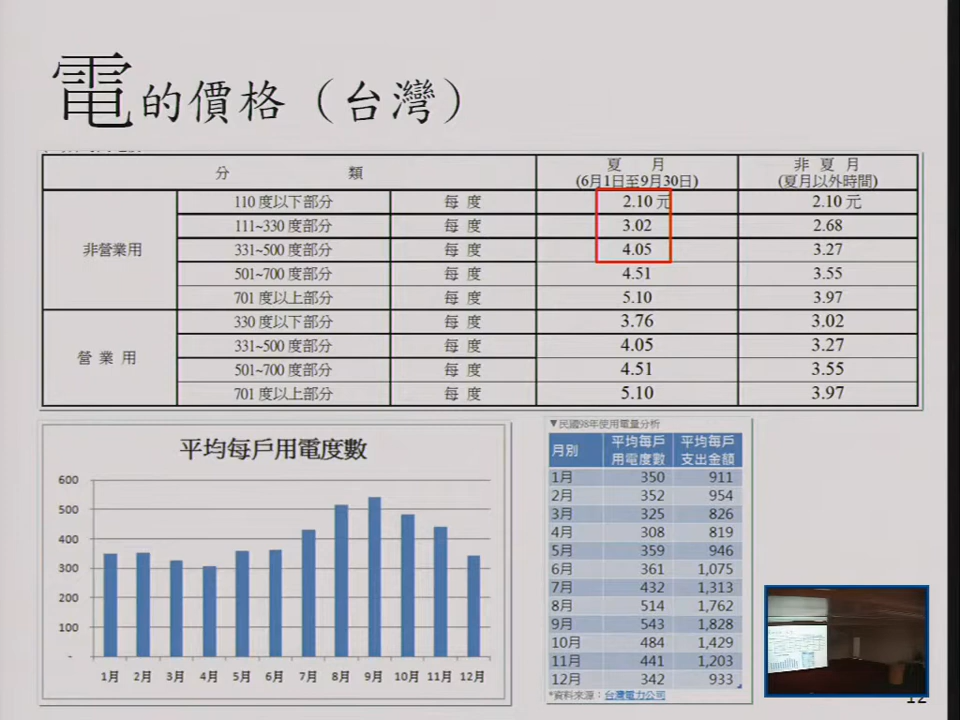 電的價格（台灣）
分 類 夏 月 (6月1日至9月30日) 非 夏 月 (夏月以外時間)
非營業用 110 度以下部分 每 度 2.10 元 2.10 元
111~330 度部分 每 度 3.02 2.68
331~500 度部分 每 度 4.05 3.27
501~700 度部分 每 度 4.51 3.55
701 度以上部分 每 度 5.10 3.97
營 業 用 330 度以下部分 每 度 3.76 3.02
331~500 度部分 每 度 4.05 3.27
501~700 度部分 每 度 4.51 3.55
701 度以上部分 每 度 5.10 3.97
平均每戶用電度數
600
500
400
300
200
100
-
1月 2月 3月 4月 5月 6月 7月 8月 9月 10月 11月 12月
▼民國98年使用電量分析
月別 平均每戶用電度數 平均每戶支出金額
1月 350 911
2月 352 954
3月 325 826
4月 308 819
5月 359 946
6月 361 1,075
7月 432 1,313
8月 514 1,762
9月 543 1,828
10月 484 1,429
11月 441 1,203
12月 342 933
*資料來源：台灣電力公司
12